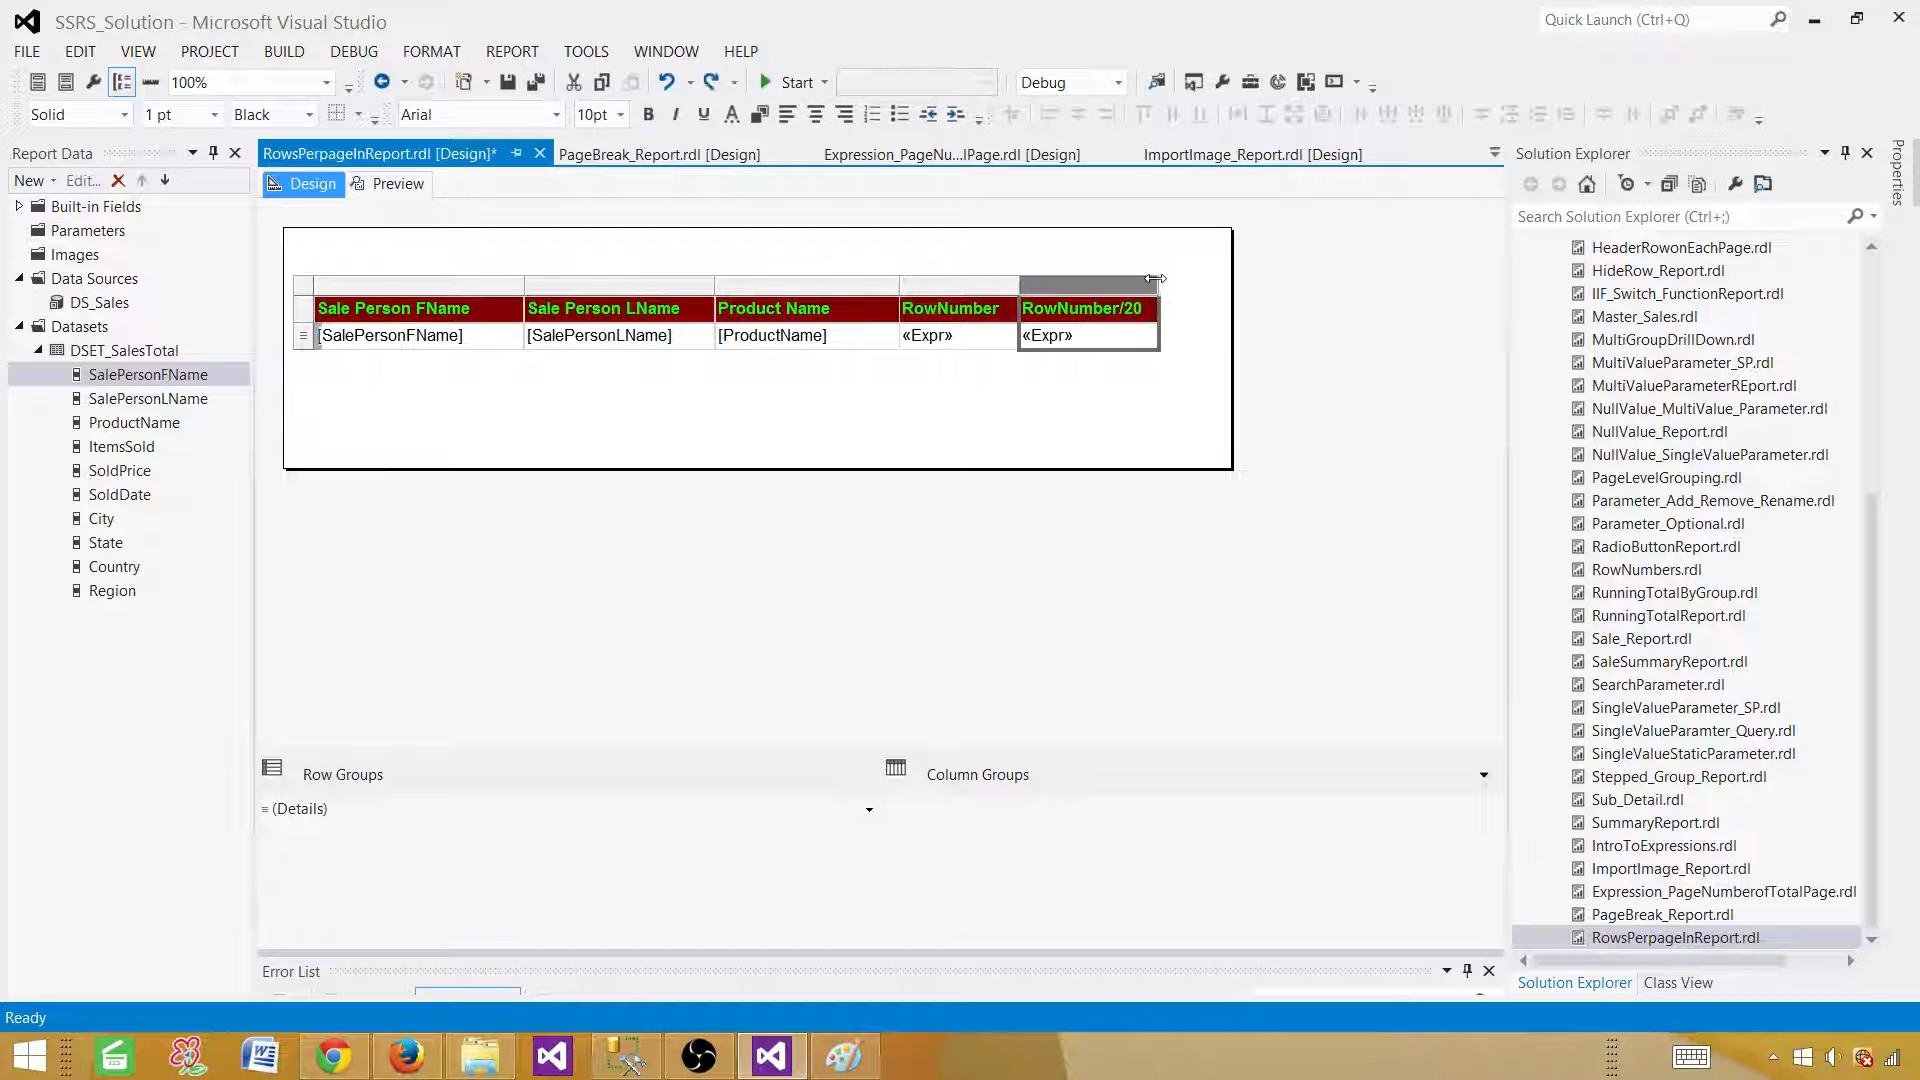 SSRS_Solution - Microsoft Visual Studio
Quick Launch (Ctrl+Q)
FILE EDIT VIEW PROJECT BUILD DEBUG FORMAT REPORT TOOLS WINDOW HELP
100% Start Debug
Solid 1 pt Black Arial 10pt B I U A
Report Data
RowsPerpageInReport.rdl [Design]* PageBreak_Report.rdl [Design] Expression_PageNu...lPage.rdl [Design] ImportImage_Report.rdl [Design]
Solution Explorer
Properties
New Edit...
Design Preview
Search Solution Explorer (Ctrl+;)
Built-in Fields
Parameters
Images
Data Sources
DS_Sales
Datasets
DSET_SalesTotal
SalePersonFName
SalePersonLName
ProductName
ItemsSold
SoldPrice
SoldDate
City
State
Country
Region
Sale Person FName Sale Person LName Product Name RowNumber RowNumber/20
[SalePersonFName] [SalePersonLName] [ProductName] «Expr» «Expr»
Row Groups Column Groups
(Details)
Error List
HeaderRowonEachPage.rdl
HideRow_Report.rdl
IIF_Switch_FunctionReport.rdl
Master_Sales.rdl
MultiGroupDrillDown.rdl
MultiValueParameter_SP.rdl
MultiValueParameterREport.rdl
NullValue_MultiValue_Parameter.rdl
NullValue_Report.rdl
NullValue_SingleValueParameter.rdl
PageLevelGrouping.rdl
Parameter_Add_Remove_Rename.rdl
Parameter_Optional.rdl
RadioButtonReport.rdl
RowNumbers.rdl
RunningTotalByGroup.rdl
RunningTotalReport.rdl
Sale_Report.rdl
SaleSummaryReport.rdl
SearchParameter.rdl
SingleValueParameter_SP.rdl
SingleValueParamter_Query.rdl
SingleValueStaticParameter.rdl
Stepped_Group_Report.rdl
Sub_Detail.rdl
SummaryReport.rdl
IntroToExpressions.rdl
ImportImage_Report.rdl
Expression_PageNumberofTotalPage.rdl
PageBreak_Report.rdl
RowsPerpageInReport.rdl
Solution Explorer Class View
Ready